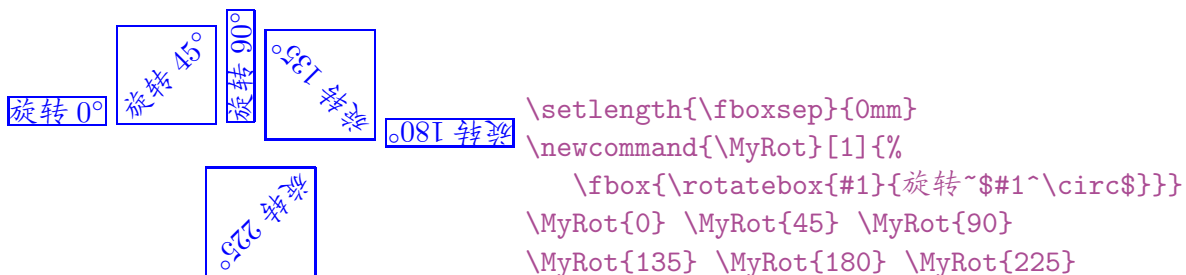 旋转 0°
旋转 45°
旋转 90°
旋转 135°
旋转 180°
旋转 225°
\setlength{\fboxsep}{0mm}
\newcommand{\MyRot}[1]{%
\fbox{\rotatebox{#1}{旋转~$#1^\circ$}}}
\MyRot{0} \MyRot{45} \MyRot{90}
\MyRot{135} \MyRot{180} \MyRot{225}